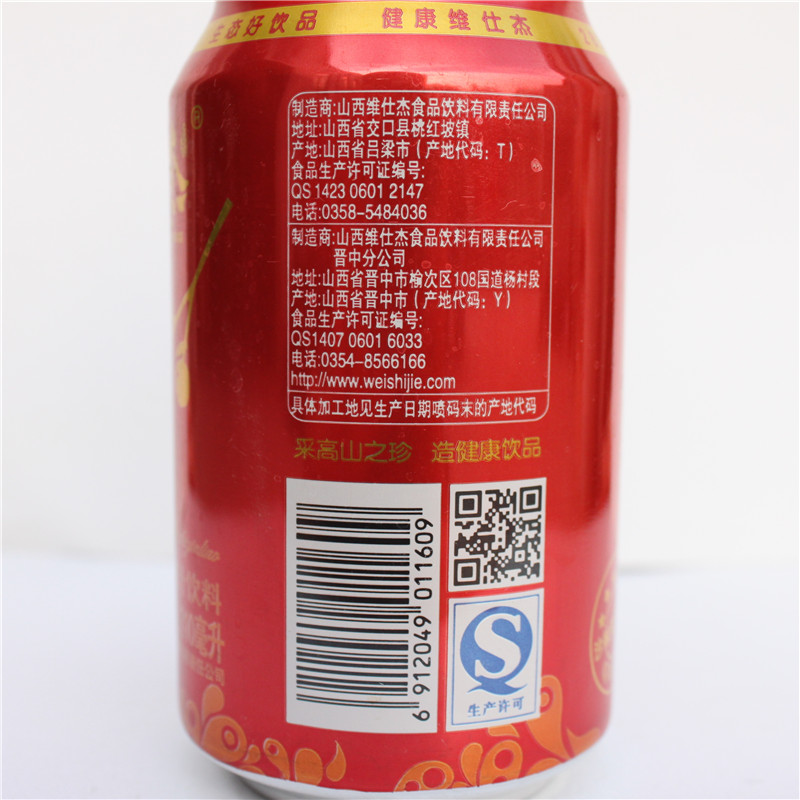 生态好饮品 健康维仕杰
®
制造商:山西维仕杰食品饮料有限责任公司
地址:山西省交口县桃红坡镇
产地:山西省吕梁市(产地代码:T)
食品生产许可证编号:
QS 1423 0601 2147
电话:0358-5484036
制造商:山西维仕杰食品饮料有限责任公司
晋中分公司
地址:山西省晋中市榆次区108国道杨村段
产地:山西省晋中市(产地代码:Y)
食品生产许可证编号:
QS1407 0601 6033
电话:0354-8566166
http://www.weishijie.com
具体加工地见生产日期喷码末的产地代码
采高山之珍 造健康饮品
6 912049 011609
生产许可
饮料
毫升
责任公司